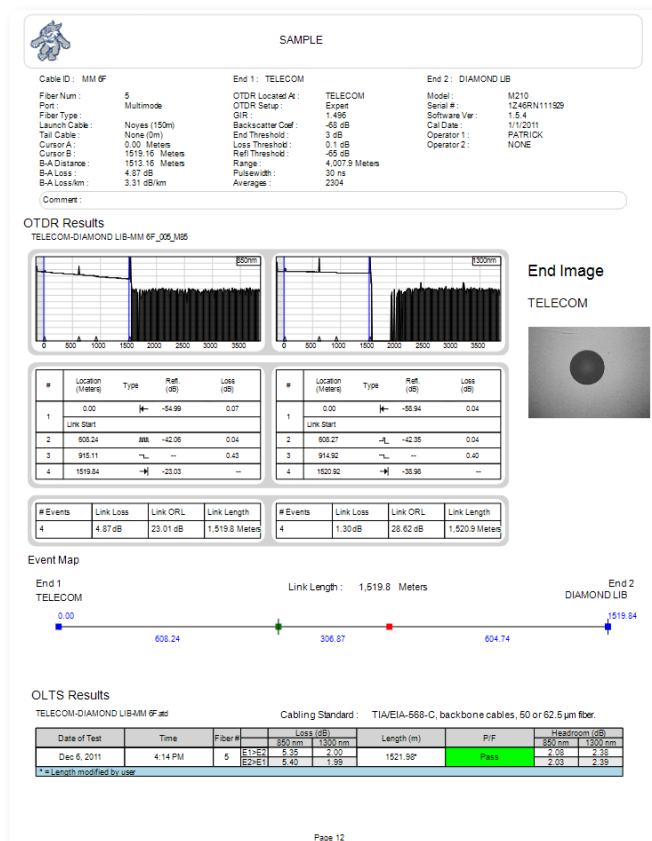 SAMPLE
Cable ID : MM 6F End 1 : TELECOM End 2 : DIAMOND LIB
Fiber Num : 5 OTDR Located At : TELECOM Model : M210
Port : Multimode OTDR Setup : Expert Serial # : 1Z46RN111929
Fiber Type : GIR : 1.496 Software Ver : 1.5.4
Launch Cable : Noyes (150m) Backscatter Coef : -68 dB Cal Date : 1/1/2011
Tail Cable : None (0m) End Threshold : 3 dB Operator 1 : PATRICK
Cursor A : 0.00 Meters Loss Threshold : 0.1 dB Operator 2 : NONE
Cursor B : 1519.16 Meters Refl Threshold : -65 dB
B-A Distance : 1513.16 Meters Range : 4,007.9 Meters
B-A Loss : 4.87 dB Pulsewidth : 30 ns
B-A Loss/km : 3.31 dB/km Averages : 2304
Comment :
OTDR Results
TELECOM-DIAMOND LIB-MM 6F_005_M85
850nm 1300nm
0 500 1000 1500 2000 2500 3000 3500 0 500 1000 1500 2000 2500 3000 3500
End Image
TELECOM
# Location (Meters) Type Refl. (dB) Loss (dB) # Location (Meters) Type Refl. (dB) Loss (dB)
1 0.00 -54.99 0.07 1 0.00 -58.94 0.04
Link Start Link Start
2 608.24 -42.06 0.04 2 608.27 -42.35 0.04
3 915.11 -- 0.43 3 914.92 -- 0.40
4 1519.84 -23.03 -- 4 1520.92 -38.98 --
# Events Link Loss Link ORL Link Length # Events Link Loss Link ORL Link Length
4 4.87 dB 23.01 dB 1,519.8 Meters 4 1.30 dB 28.62 dB 1,520.9 Meters
Event Map
End 1 Link Length : 1,519.8 Meters End 2
TELECOM DIAMOND LIB
0.00 1519.84
608.24 306.87 604.74
OLTS Results
TELECOM-DIAMOND LIB-MM 6F.atd Cabling Standard : TIA/EIA-568-C, backbone cables, 50 or 62.5 µm fiber.
Date of Test Time Fiber # Loss (dB) Length (m) P/F Headroom (dB)
850 nm 1300 nm 850 nm 1300 nm
Dec 6, 2011 4:14 PM 5 E1>E2 5.35 2.00 1521.98* Pass 2.08 2.38
E2>E1 5.40 1.99 2.03 2.39
* = Length modified by user
Page 12